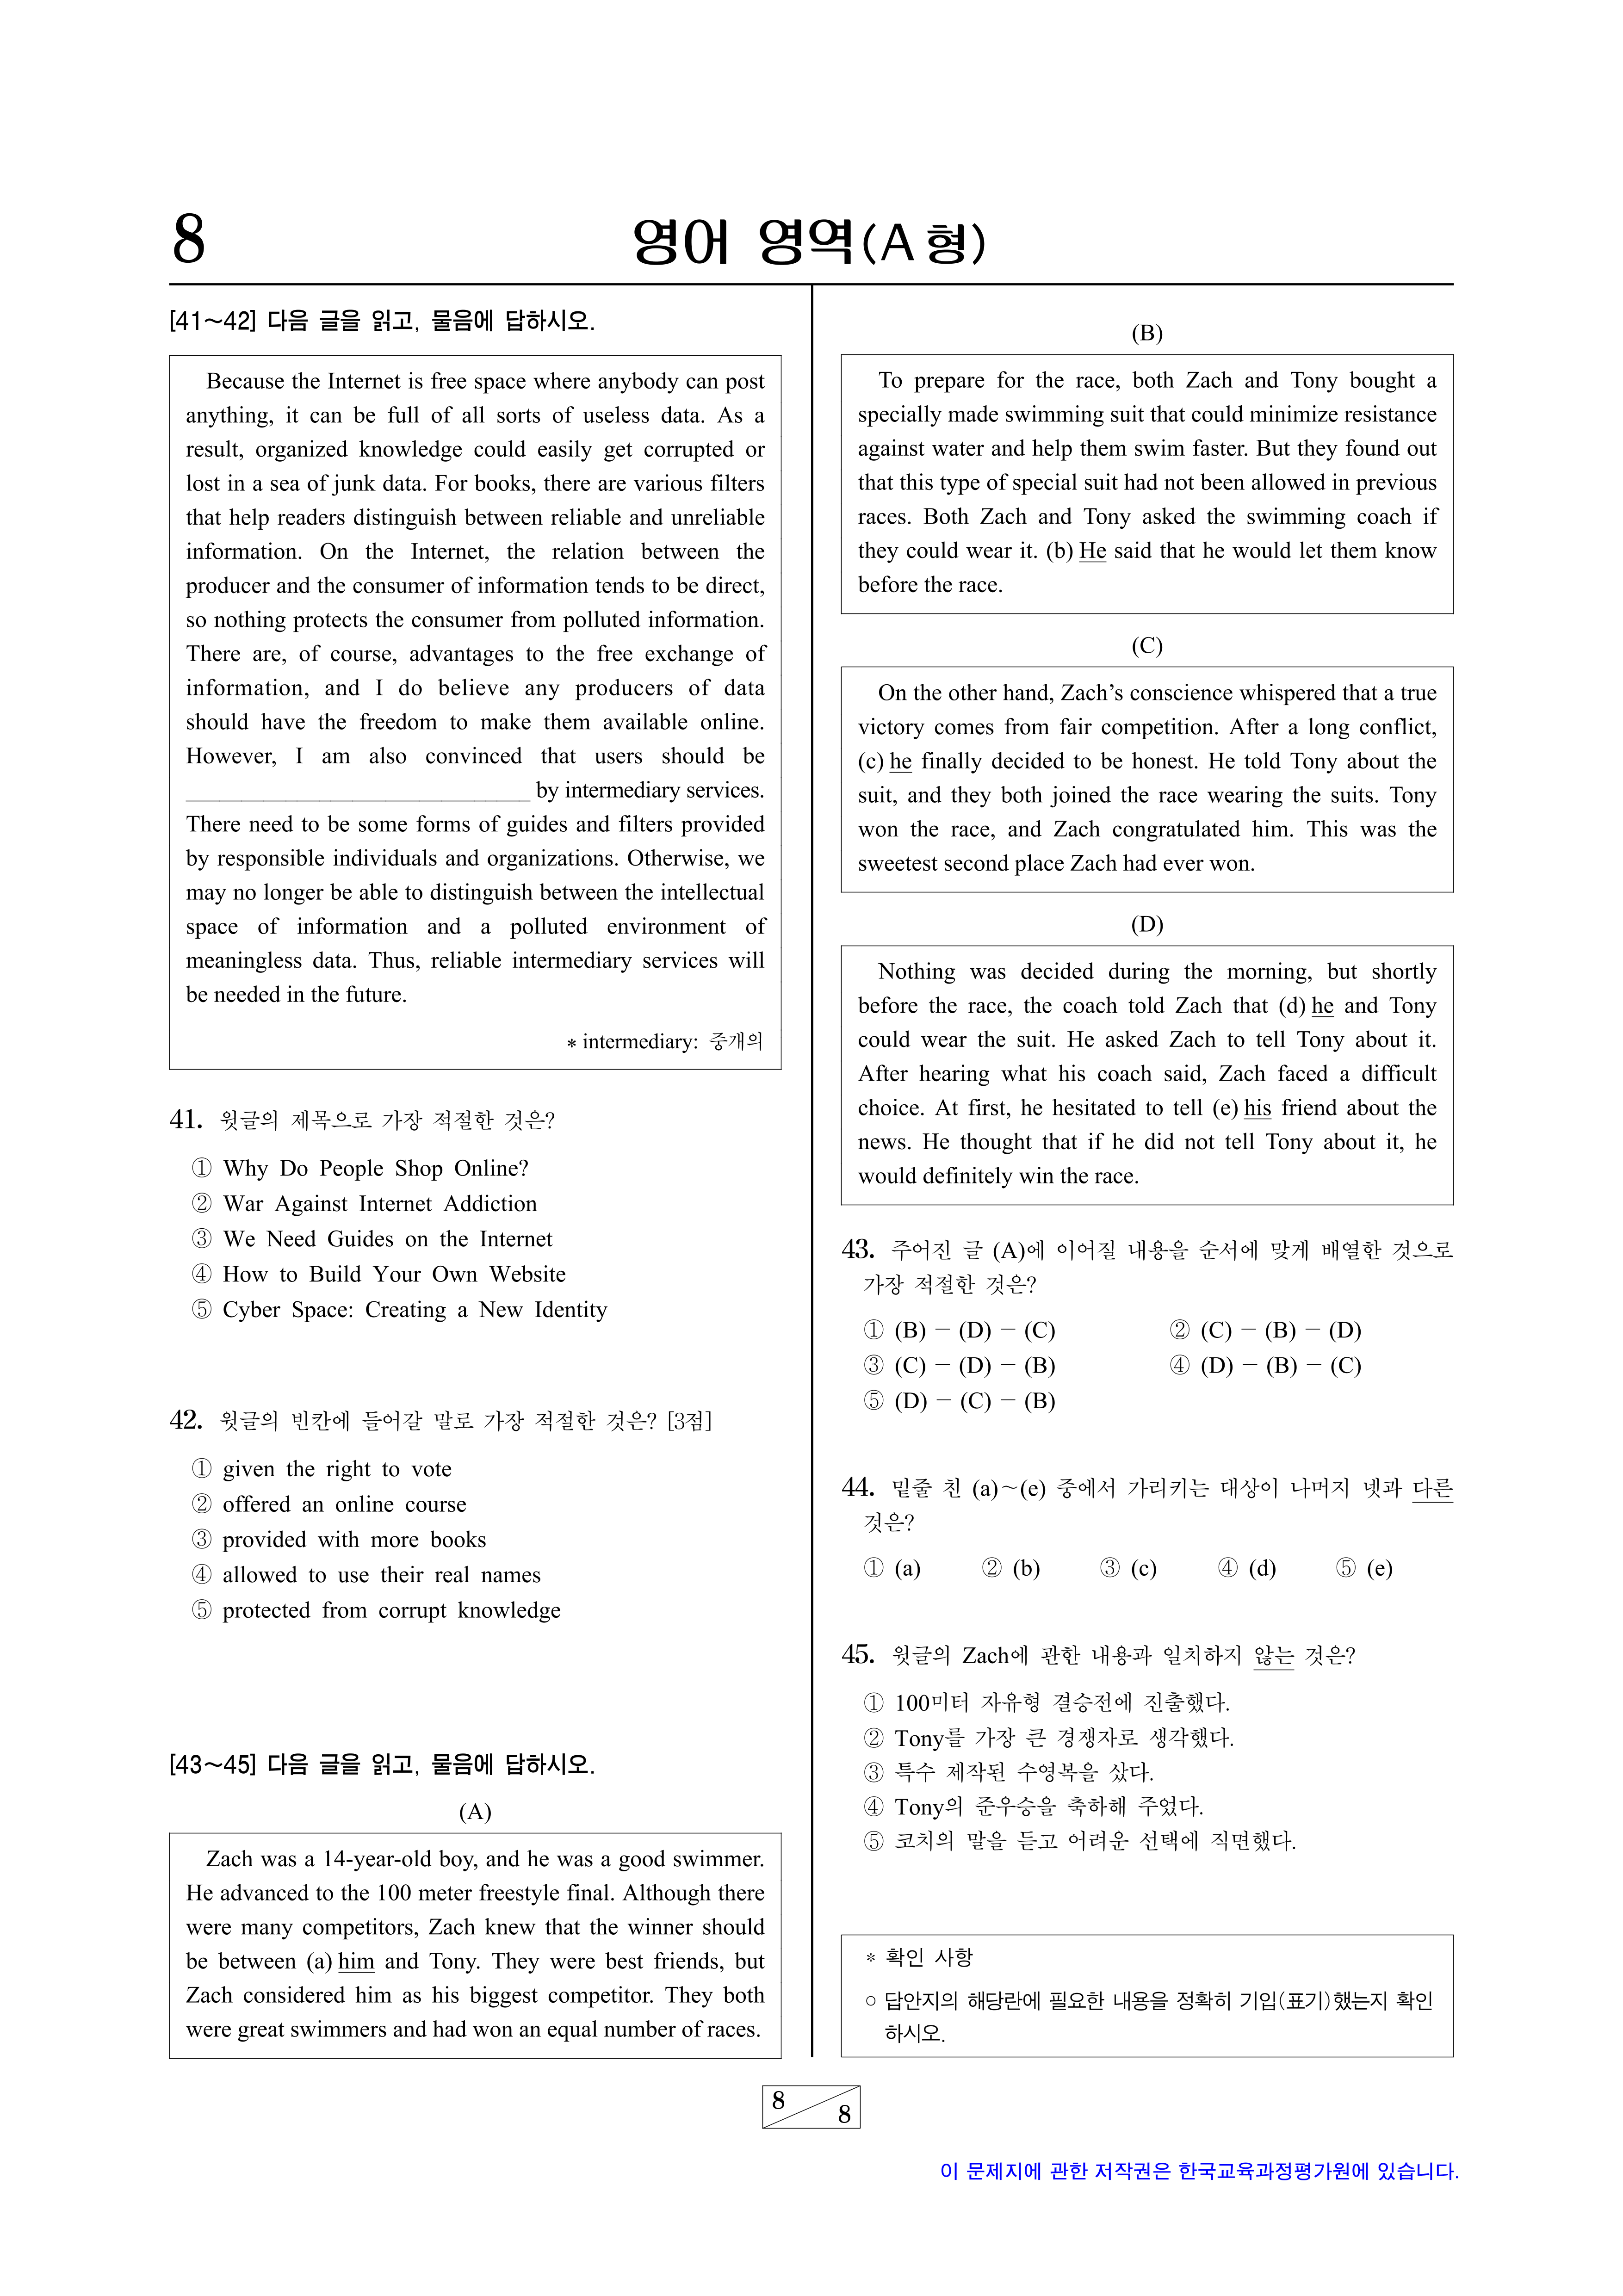 8
영어 영역(A형)
[41~42] 다음 글을 읽고, 물음에 답하시오.
Because the Internet is free space where anybody can post
anything, it can be full of all sorts of useless data. As a
result, organized knowledge could easily get corrupted or
lost in a sea of junk data. For books, there are various filters
that help readers distinguish between reliable and unreliable
information. On the Internet, the relation between the
producer and the consumer of information tends to be direct,
so nothing protects the consumer from polluted information.
There are, of course, advantages to the free exchange of
information, and I do believe any producers of data
should have the freedom to make them available online.
However, I am also convinced that users should be
______________________________ by intermediary services.
There need to be some forms of guides and filters provided
by responsible individuals and organizations. Otherwise, we
may no longer be able to distinguish between the intellectual
space of information and a polluted environment of
meaningless data. Thus, reliable intermediary services will
be needed in the future.
* intermediary: 중개의
41. 윗글의 제목으로 가장 적절한 것은?
① Why Do People Shop Online?
② War Against Internet Addiction
③ We Need Guides on the Internet
④ How to Build Your Own Website
⑤ Cyber Space: Creating a New Identity
42. 윗글의 빈칸에 들어갈 말로 가장 적절한 것은? [3점]
① given the right to vote
② offered an online course
③ provided with more books
④ allowed to use their real names
⑤ protected from corrupt knowledge
[43~45] 다음 글을 읽고, 물음에 답하시오.
(A)
Zach was a 14-year-old boy, and he was a good swimmer.
He advanced to the 100 meter freestyle final. Although there
were many competitors, Zach knew that the winner should
be between (a) him and Tony. They were best friends, but
Zach considered him as his biggest competitor. They both
were great swimmers and had won an equal number of races.
(B)
To prepare for the race, both Zach and Tony bought a
specially made swimming suit that could minimize resistance
against water and help them swim faster. But they found out
that this type of special suit had not been allowed in previous
races. Both Zach and Tony asked the swimming coach if
they could wear it. (b) He said that he would let them know
before the race.
(C)
On the other hand, Zach's conscience whispered that a true
victory comes from fair competition. After a long conflict,
(c) he finally decided to be honest. He told Tony about the
suit, and they both joined the race wearing the suits. Tony
won the race, and Zach congratulated him. This was the
sweetest second place Zach had ever won.
(D)
Nothing was decided during the morning, but shortly
before the race, the coach told Zach that (d) he and Tony
could wear the suit. He asked Zach to tell Tony about it.
After hearing what his coach said, Zach faced a difficult
choice. At first, he hesitated to tell (e) his friend about the
news. He thought that if he did not tell Tony about it, he
would definitely win the race.
43. 주어진 글 (A)에 이어질 내용을 순서에 맞게 배열한 것으로
가장 적절한 것은?
① (B) - (D) - (C) ② (C) - (B) - (D)
③ (C) - (D) - (B) ④ (D) - (B) - (C)
⑤ (D) - (C) - (B)
44. 밑줄 친 (a)~(e) 중에서 가리키는 대상이 나머지 넷과 다른
것은?
① (a) ② (b) ③ (c) ④ (d) ⑤ (e)
45. 윗글의 Zach에 관한 내용과 일치하지 않는 것은?
① 100미터 자유형 결승전에 진출했다.
② Tony를 가장 큰 경쟁자로 생각했다.
③ 특수 제작된 수영복을 샀다.
④ Tony의 준우승을 축하해 주었다.
⑤ 코치의 말을 듣고 어려운 선택에 직면했다.
* 확인 사항
○ 답안지의 해당란에 필요한 내용을 정확히 기입(표기)했는지 확인
하시오.
8
8
이 문제지에 관한 저작권은 한국교육과정평가원에 있습니다.